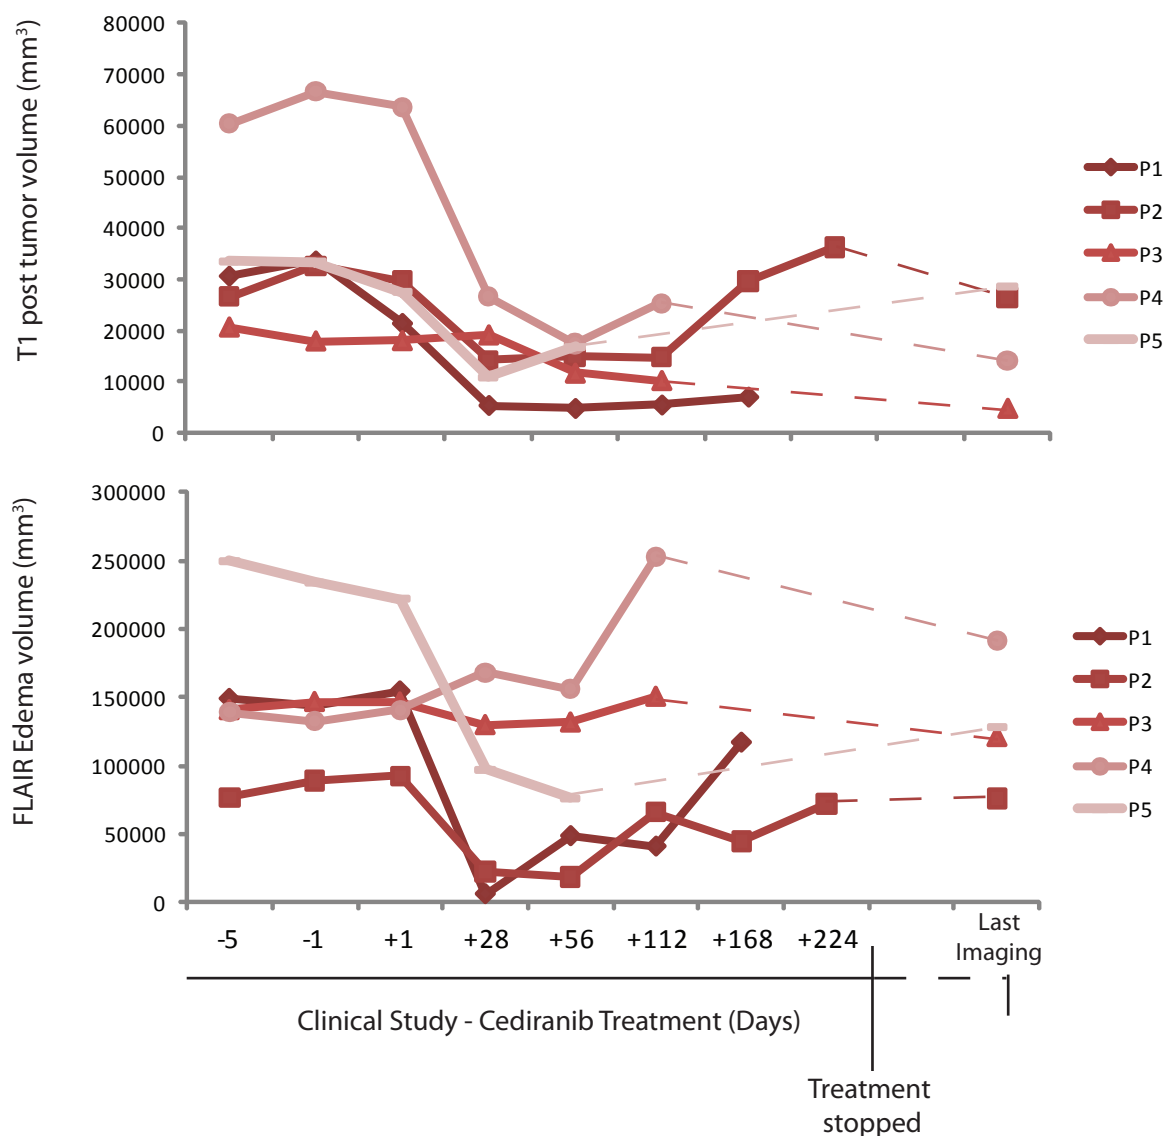 T1 post tumor volume (mm³)
80000
70000
60000
50000
40000
30000
20000
10000
0
P1
P2
P3
P4
P5
FLAIR Edema volume (mm³)
300000
250000
200000
150000
100000
50000
0
P1
P2
P3
P4
P5
-5 -1 +1 +28 +56 +112 +168 +224
Last
Imaging
Clinical Study - Cediranib Treatment (Days)
Treatment
stopped